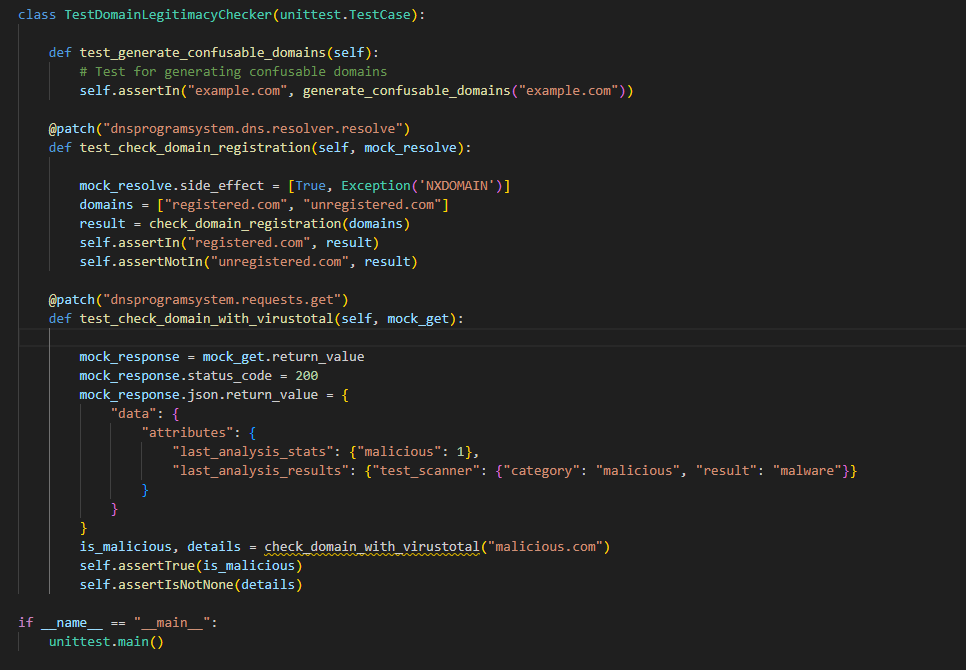 class TestDomainLegitimacyChecker(unittest.TestCase):
def test_generate_confusable_domains(self):
# Test for generating confusable domains
self.assertIn("example.com", generate_confusable_domains("example.com"))
@patch("dnsprogramsystem.dns.resolver.resolve")
def test_check_domain_registration(self, mock_resolve):
mock_resolve.side_effect = [True, Exception('NXDOMAIN')]
domains = ["registered.com", "unregistered.com"]
result = check_domain_registration(domains)
self.assertIn("registered.com", result)
self.assertNotIn("unregistered.com", result)
@patch("dnsprogramsystem.requests.get")
def test_check_domain_with_virustotal(self, mock_get):
mock_response = mock_get.return_value
mock_response.status_code = 200
mock_response.json.return_value = {
"data": {
"attributes": {
"last_analysis_stats": {"malicious": 1},
"last_analysis_results": {"test_scanner": {"category": "malicious", "result": "malware"}}
}
}
}
is_malicious, details = check_domain_with_virustotal("malicious.com")
self.assertTrue(is_malicious)
self.assertIsNotNone(details)
if __name__ == "__main__":
unittest.main()